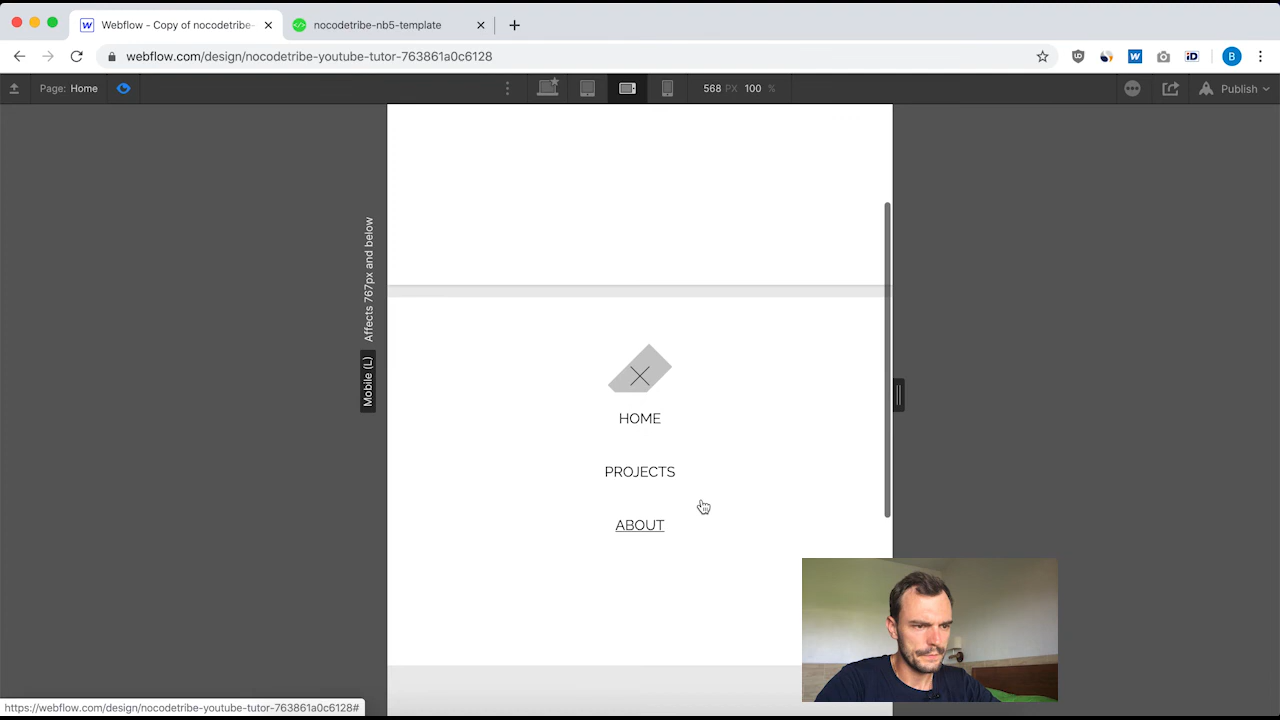 Webflow - Copy of nocodetribe-
nocodetribe-nb5-template
webflow.com/design/nocodetribe-youtube-tutor-763861a0c6128
Page: Home
568 PX 100 %
Publish
Affects 767px and below
Mobile (L)
HOME
PROJECTS
ABOUT
https://webflow.com/design/nocodetribe-youtube-tutor-763861a0c6128#